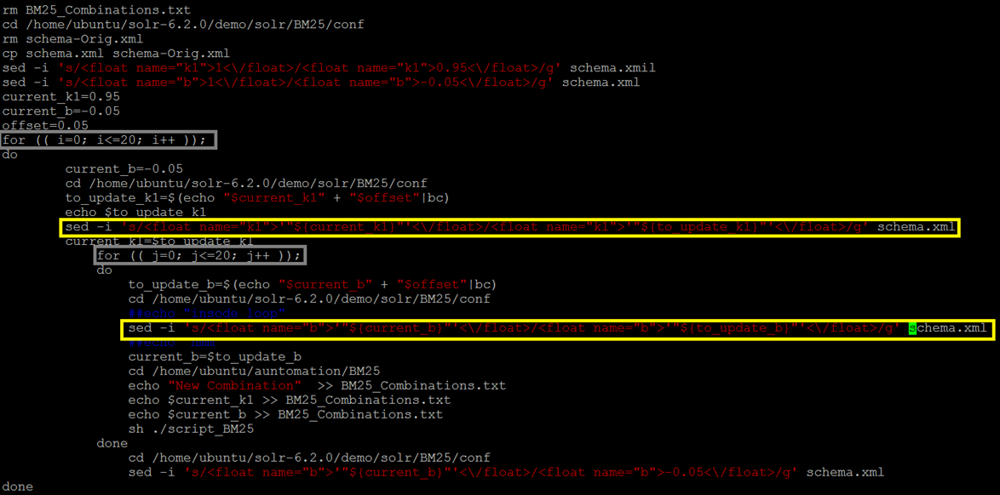 rm BM25_Combinations.txt
cd /home/ubuntu/solr-6.2.0/demo/solr/BM25/conf
rm schema-Orig.xml
cp schema.xml schema-Orig.xml
sed -i 's/<float name="k1">1<\/float>/<float name="k1">0.95<\/float>/g' schema.xmil
sed -i 's/<float name="b">1<\/float>/<float name="b">-0.05<\/float>/g' schema.xml
current_k1=0.95
current_b=-0.05
offset=0.05
for (( i=0; i<=20; i++ ));
do
current_b=-0.05
cd /home/ubuntu/solr-6.2.0/demo/solr/BM25/conf
to_update_k1=$(echo "$current_k1" + "$offset"|bc)
echo $to_update_k1
sed -i 's/<float name="k1">'"${current_k1}"'<\/float>/<float name="k1">'"${to_update_k1}"'<\/float>/g' schema.xml
current_k1=$to_update_k1
for (( j=0; j<=20; j++ ));
do
to_update_b=$(echo "$current_b" + "$offset"|bc)
cd /home/ubuntu/solr-6.2.0/demo/solr/BM25/conf
##echo "insode loop"
sed -i 's/<float name="b">'"${current_b}"'<\/float>/<float name="b">'"${to_update_b}"'<\/float>/g' schema.xml
current_b=$to_update_b
cd /home/ubuntu/auntomation/BM25
echo "New Combination"  >> BM25_Combinations.txt
echo $current_k1 >> BM25_Combinations.txt
echo $current_b >> BM25_Combinations.txt
sh ./script_BM25
done
cd /home/ubuntu/solr-6.2.0/demo/solr/BM25/conf
sed -i 's/<float name="b">'"${current_b}"'<\/float>/<float name="b">-0.05<\/float>/g' schema.xml
done